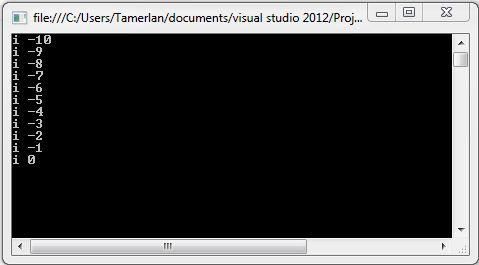 file:///C:/Users/Tamerlan/documents/visual studio 2012/Proj...
i -10
i -9
i -8
i -7
i -6
i -5
i -4
i -3
i -2
i -1
i 0